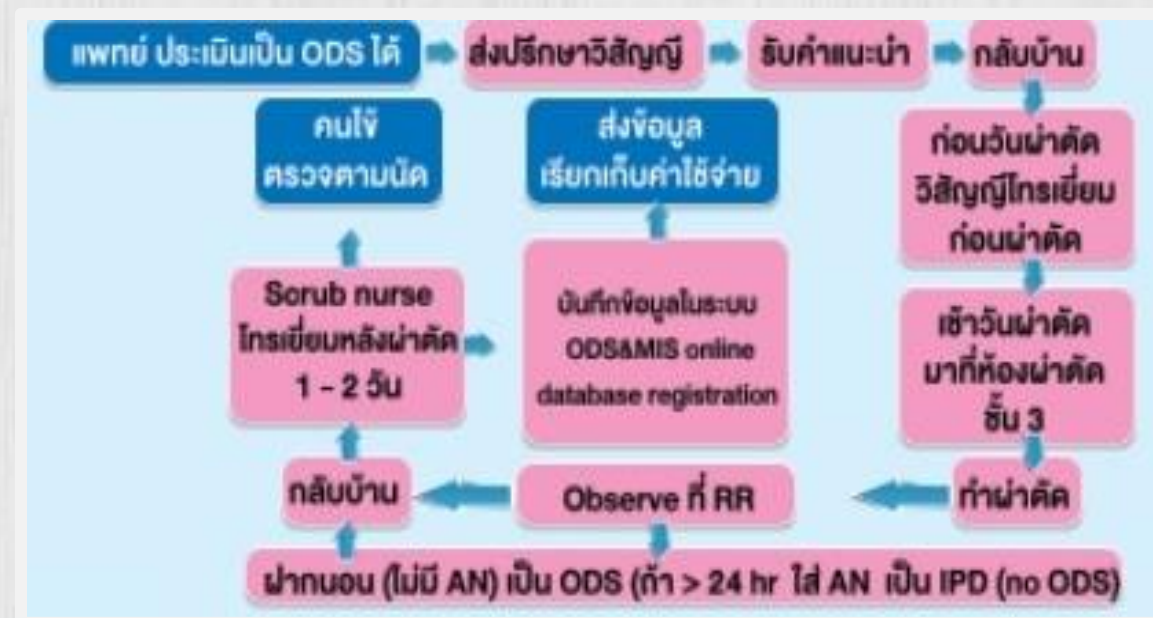 แพทย์ ประเมินเป็น ODS ได้
ส่งปรึกษาวิสัญญี
รับคำแนะนำ
กลับบ้าน
ก่อนวันผ่าตัด
วิสัญญีโทรเยี่ยม
ก่อนผ่าตัด
เช้าวันผ่าตัด
มาที่ห้องผ่าตัด
ชั้น 3
ทำผ่าตัด
Observe ที่ RR
ฝากนอน (ไม่มี AN) เป็น ODS (ถ้า > 24 hr ใส่ AN เป็น IPD (no ODS)
กลับบ้าน
Scrub nurse
โทรเยี่ยมหลังผ่าตัด
1 - 2 วัน
คนไข้
ตรวจตามนัด
บันทึกข้อมูลในระบบ
ODS&MIS online
database registration
ส่งข้อมูล
เรียกเก็บค่าใช้จ่าย